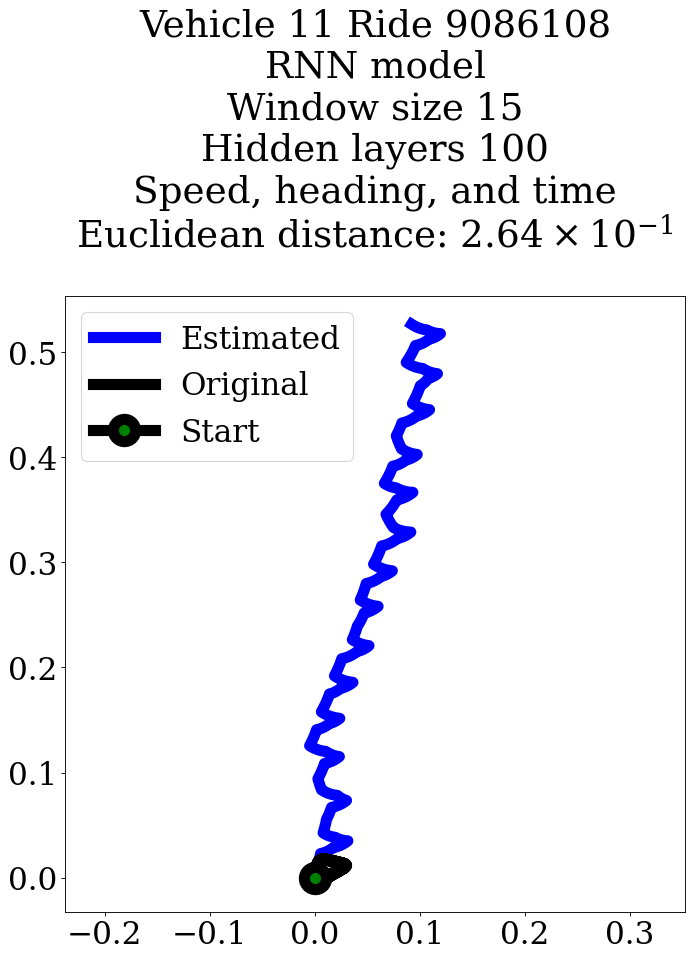 Vehicle 11 Ride 9086108
RNN model
Window size 15
Hidden layers 100
Speed, heading, and time
Euclidean distance: 2.64 × 10⁻¹
Estimated
Original
Start
0.5
0.4
0.3
0.2
0.1
0.0
−0.2 −0.1 0.0 0.1 0.2 0.3